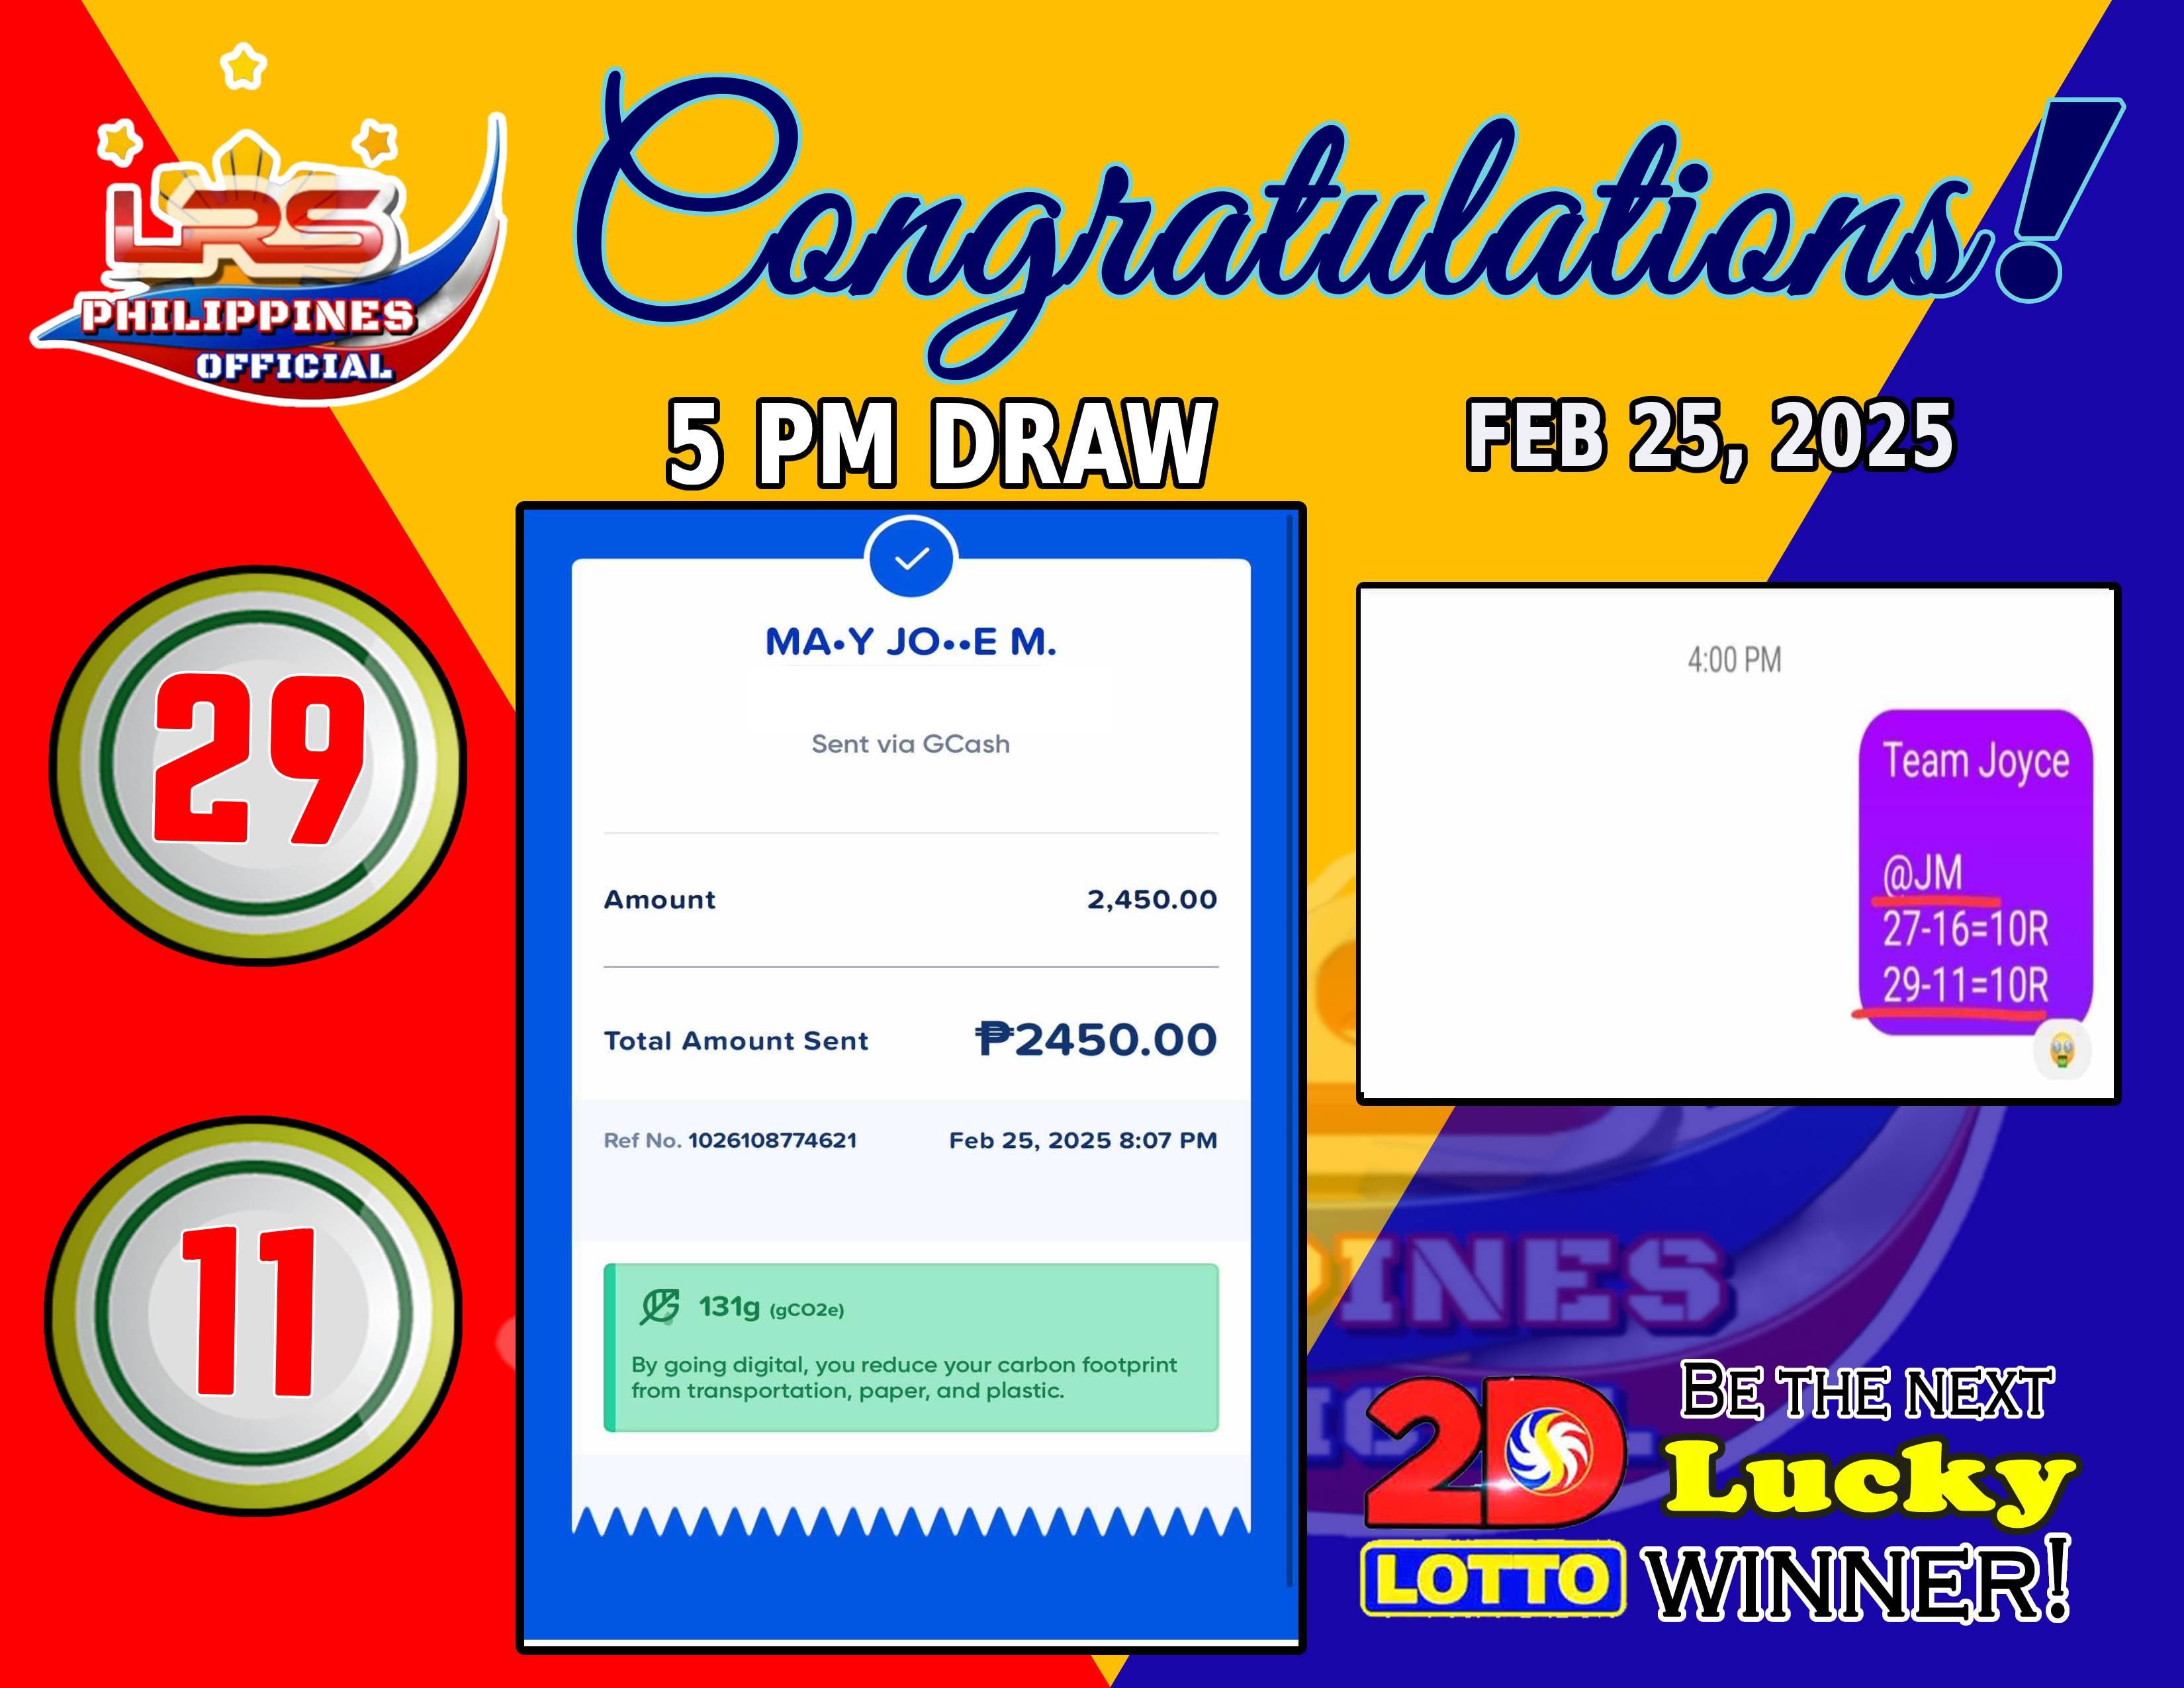 LRS
PHILIPPINES
OFFICIAL
Congratulations!
5 PM DRAW
FEB 25, 2025
29
11
MA•Y JO••E M.
Sent via GCash
Amount 2,450.00
Total Amount Sent ₱2450.00
Ref No. 1026108774621 Feb 25, 2025 8:07 PM
131g (gCO2e)
By going digital, you reduce your carbon footprint
from transportation, paper, and plastic.
4:00 PM
Team Joyce
@JM
27-16=10R
29-11=10R
PINES
2D
LOTTO
BE THE NEXT
Lucky
WINNER!